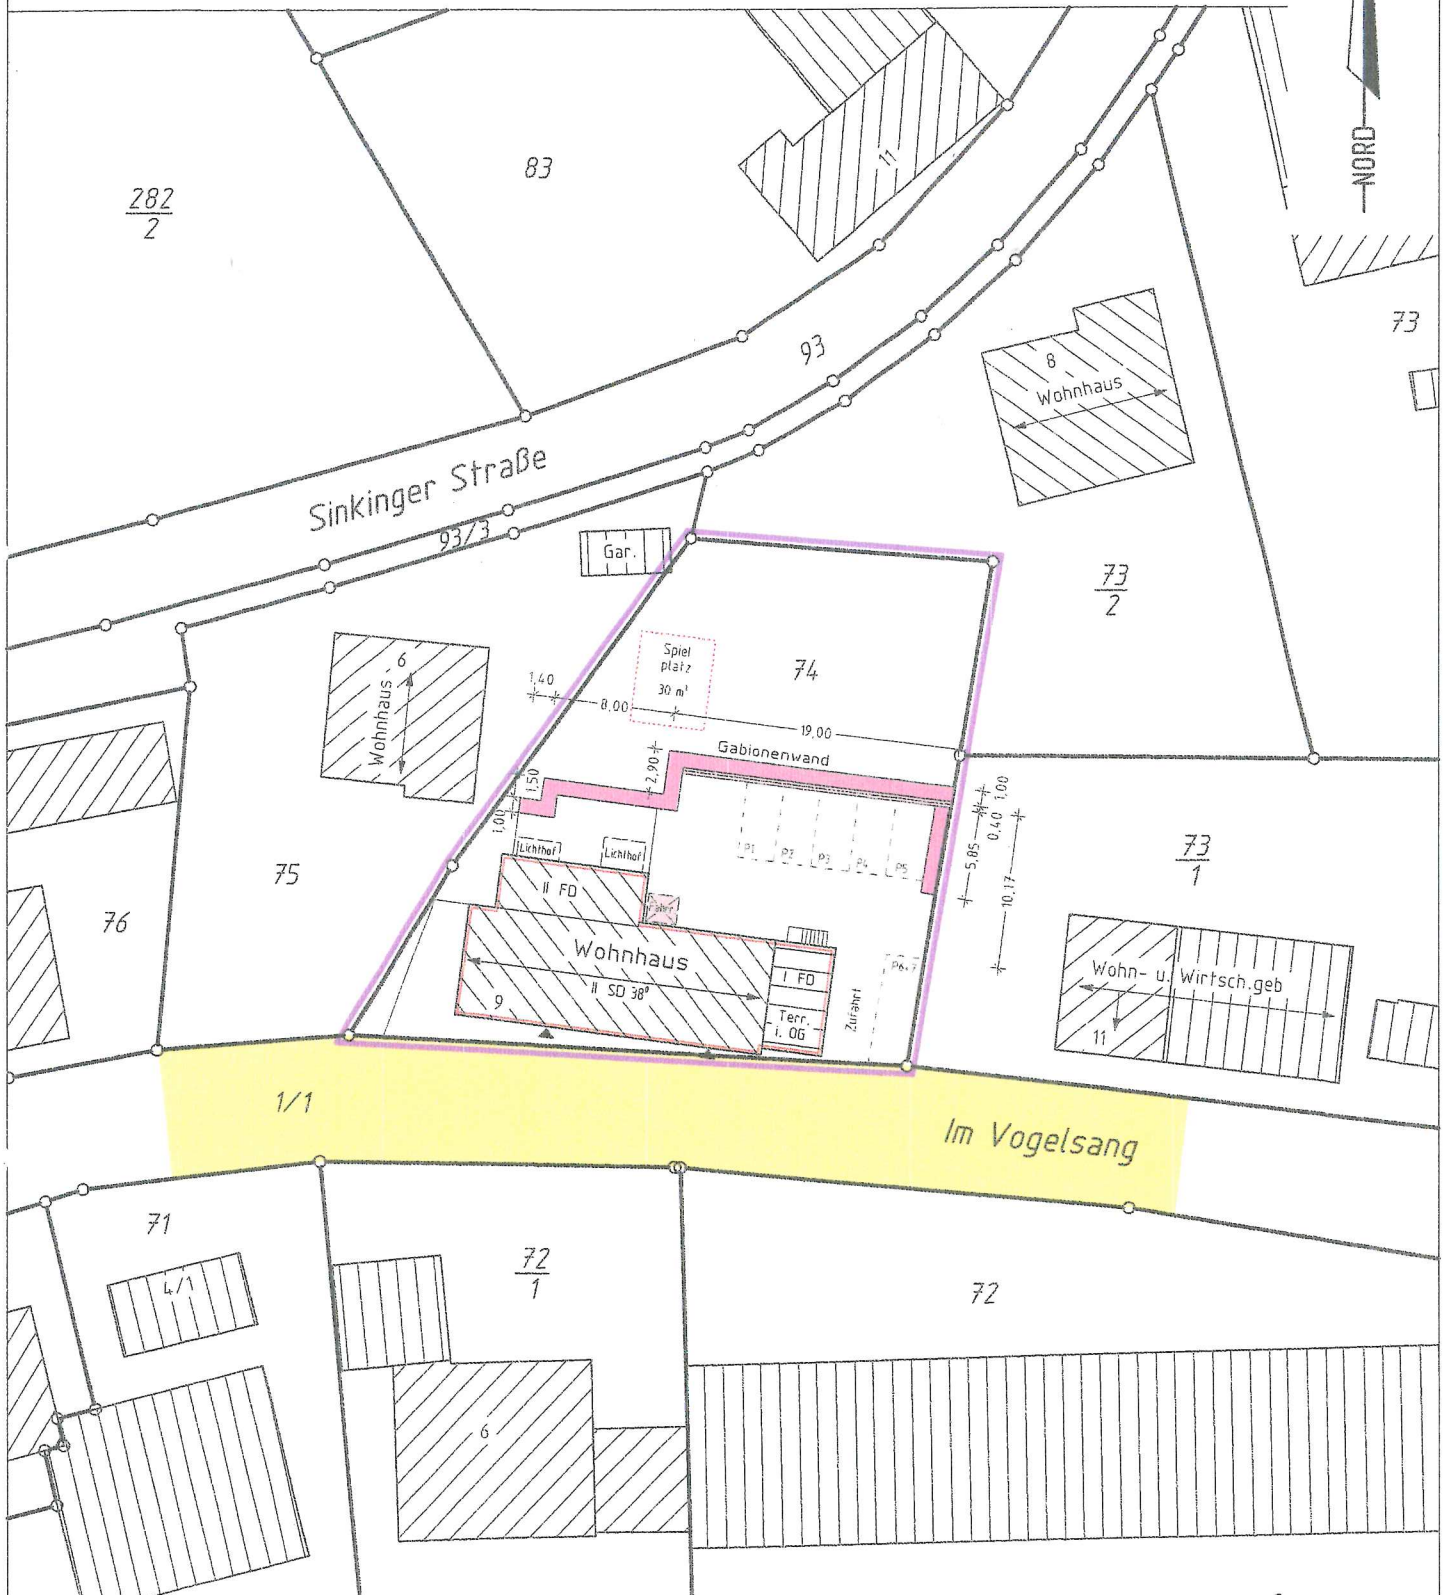 NORD
83
11
282
2
73
93
8
Wohnhaus
Sinkinger Straße
93/3
Gar.
73
2
6
Wohnhaus
Spiel
platz
30 m²
74
1,40
8,00
19,00
Gabionenwand
2,90
1,50
1,00
1,00
0,40
5,85
10,17
73
1
75
76
Lichthof
Lichthof
P1
P2
P3
P4
P5
II FD
Fahrr.
Wohnhaus
II SD 38°
9
I FD
Terr.
i. OG
Zufahrt
P6+7
Wohn- u. Wirtsch.geb
11
1/1
Im Vogelsang
71
4/1
72
1
72
6